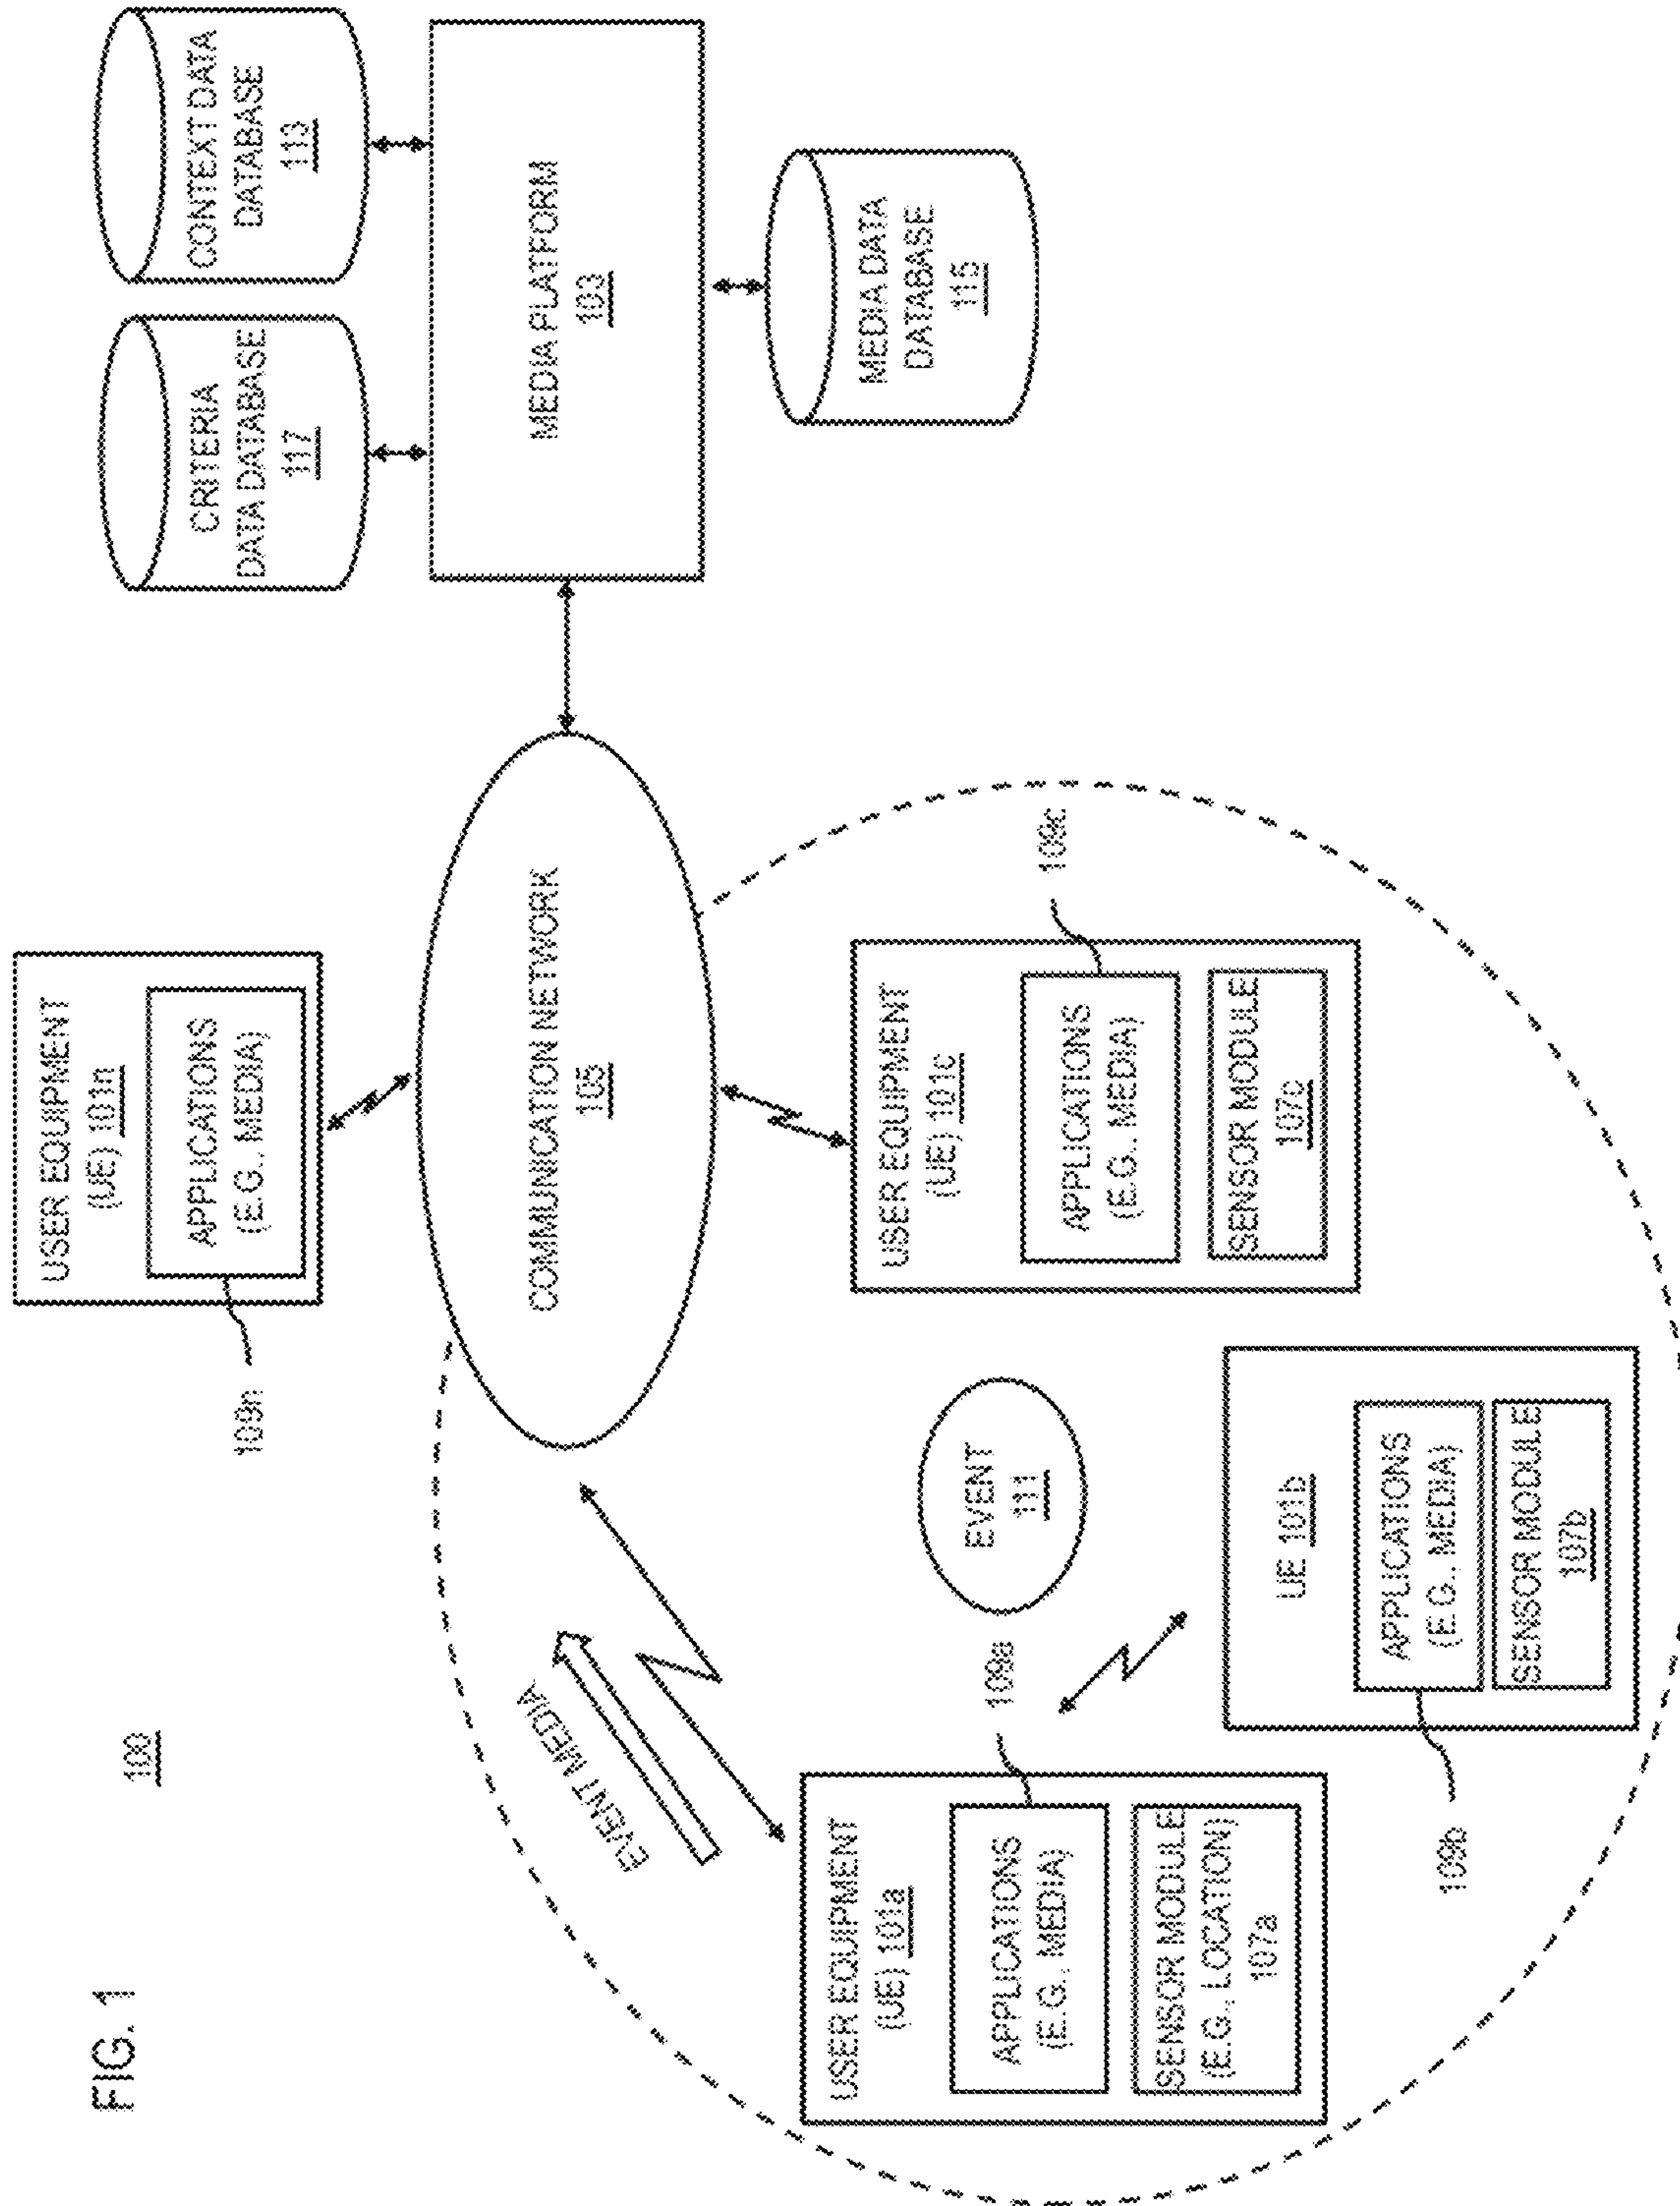 FIG. 1
100
USER EQUIPMENT
(UE) 101n
APPLICATIONS
(E.G., MEDIA)
109n
CRITERIA
DATA DATABASE
117
CONTEXT DATA
DATABASE
113
COMMUNICATION NETWORK
105
MEDIA PLATFORM
103
MEDIA DATA
DATABASE
115
EVENT MEDIA
USER EQUIPMENT
(UE) 101a
APPLICATIONS
(E.G., MEDIA)
SENSOR MODULE
(E.G., LOCATION)
107a
109a
EVENT
111
USER EQUIPMENT
(UE) 101c
APPLICATIONS
(E.G., MEDIA)
SENSOR MODULE
107c
109c
UE 101b
APPLICATIONS
(E.G., MEDIA)
SENSOR MODULE
107b
109b